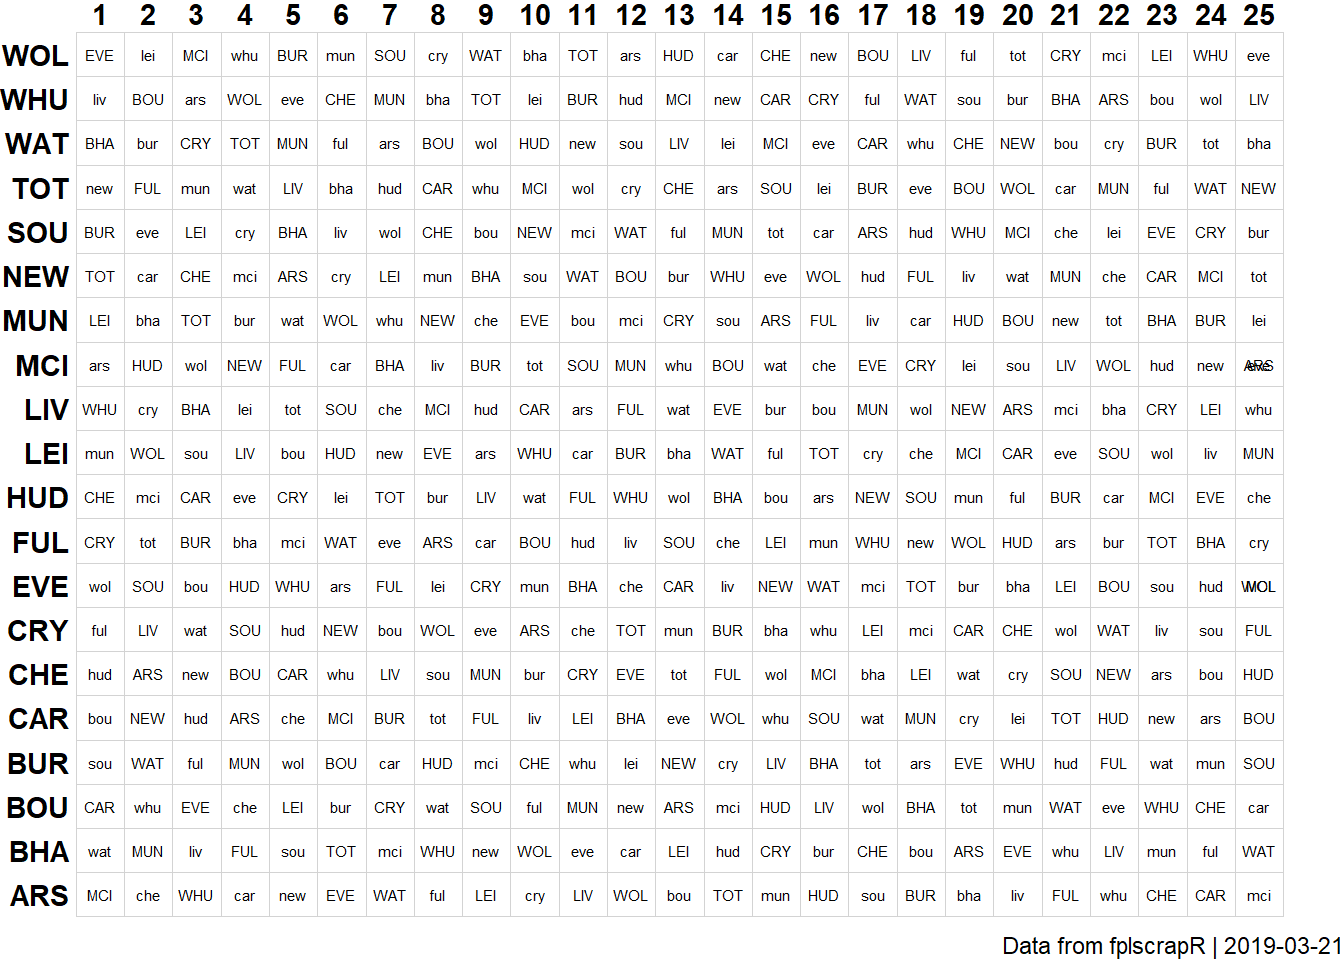 1 2 3 4 5 6 7 8 9 10 11 12 13 14 15 16 17 18 19 20 21 22 23 24 25
WOL EVE lei MCI whu BUR mun SOU cry WAT bha TOT ars HUD car CHE new BOU LIV ful tot CRY mci LEI WHU eve
WHU liv BOU ars WOL eve CHE MUN bha TOT lei BUR hud MCI new CAR CRY ful WAT sou bur BHA ARS bou wol LIV
WAT BHA bur CRY TOT MUN ful ars BOU wol HUD new sou LIV lei MCI eve CAR whu CHE NEW bou cry BUR tot bha
TOT new FUL mun wat LIV bha hud CAR whu MCI wol cry CHE ars SOU lei BUR eve BOU WOL car MUN ful WAT NEW
SOU BUR eve LEI cry BHA liv wol CHE bou NEW mci WAT ful MUN tot car ARS hud WHU MCI che lei EVE CRY bur
NEW TOT car CHE mci ARS cry LEI mun BHA sou WAT BOU bur WHU eve WOL hud FUL liv wat MUN che CAR MCI tot
MUN LEI bha TOT bur wat WOL whu NEW che EVE bou mci CRY sou ARS FUL liv car HUD BOU new tot BHA BUR lei
MCI ars HUD wol NEW FUL car BHA liv BUR tot SOU MUN whu BOU wat che EVE CRY lei sou LIV WOL hud new ARS eve
LIV WHU cry BHA lei tot SOU che MCI hud CAR ars FUL wat EVE bur bou MUN wol NEW ARS mci bha CRY LEI whu
LEI mun WOL sou LIV bou HUD new EVE ars WHU car BUR bha WAT ful TOT cry che MCI CAR eve SOU wol liv MUN
HUD CHE mci CAR eve CRY lei TOT bur LIV wat FUL WHU wol BHA bou ars NEW SOU mun ful BUR car MCI EVE che
FUL CRY tot BUR bha mci WAT eve ARS car BOU hud liv SOU che LEI mun WHU new WOL HUD ars bur TOT BHA cry
EVE wol SOU bou HUD WHU ars FUL lei CRY mun BHA che CAR liv NEW WAT mci TOT bur bha LEI BOU sou hud WOL MCI
CRY ful LIV wat SOU hud NEW bou WOL eve ARS che TOT mun BUR bha whu LEI mci CAR CHE wol WAT liv sou FUL
CHE hud ARS new BOU CAR whu LIV sou MUN bur CRY EVE tot FUL wol MCI bha LEI wat cry SOU NEW ars bou HUD
CAR bou NEW hud ARS che MCI BUR tot FUL liv LEI BHA eve WOL whu SOU wat MUN cry lei TOT HUD new ars BOU
BUR sou WAT ful MUN wol BOU car HUD mci CHE whu lei NEW cry LIV BHA tot ars EVE WHU hud FUL wat mun SOU
BOU CAR whu EVE che LEI bur CRY wat SOU ful MUN new ARS mci HUD LIV wol BHA tot mun WAT eve WHU CHE car
BHA wat MUN liv FUL sou TOT mci WHU new WOL eve car LEI hud CRY bur CHE bou ARS EVE whu LIV mun ful WAT
ARS MCI che WHU car new EVE WAT ful LEI cry LIV WOL bou TOT mun HUD sou BUR bha liv FUL whu CHE CAR mci
Data from fplscrapR | 2019-03-21